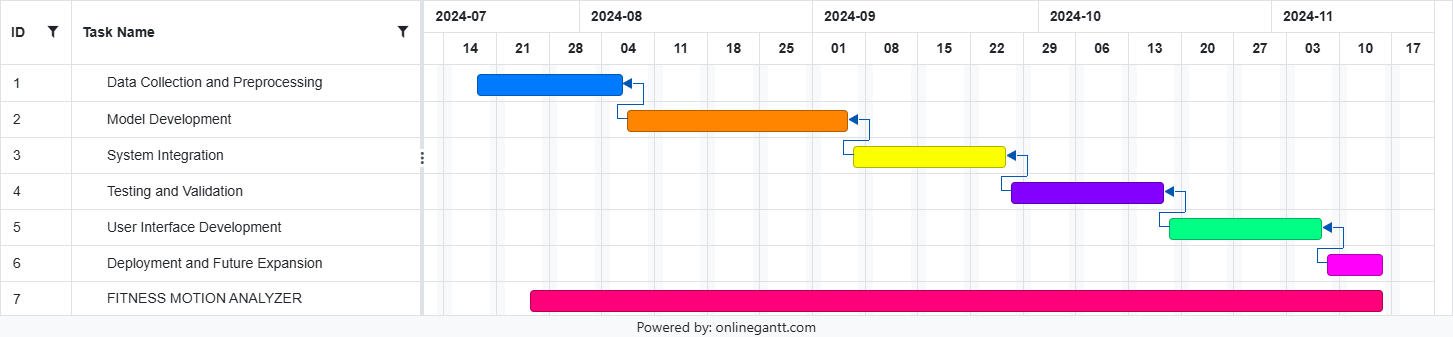 2024-07 2024-08 2024-09 2024-10 2024-11
ID Task Name
14 21 28 04 11 18 25 01 08 15 22 29 06 13 20 27 03 10 17
1 Data Collection and Preprocessing
2 Model Development
3 System Integration
4 Testing and Validation
5 User Interface Development
6 Deployment and Future Expansion
7 FITNESS MOTION ANALYZER
Powered by: onlinegantt.com